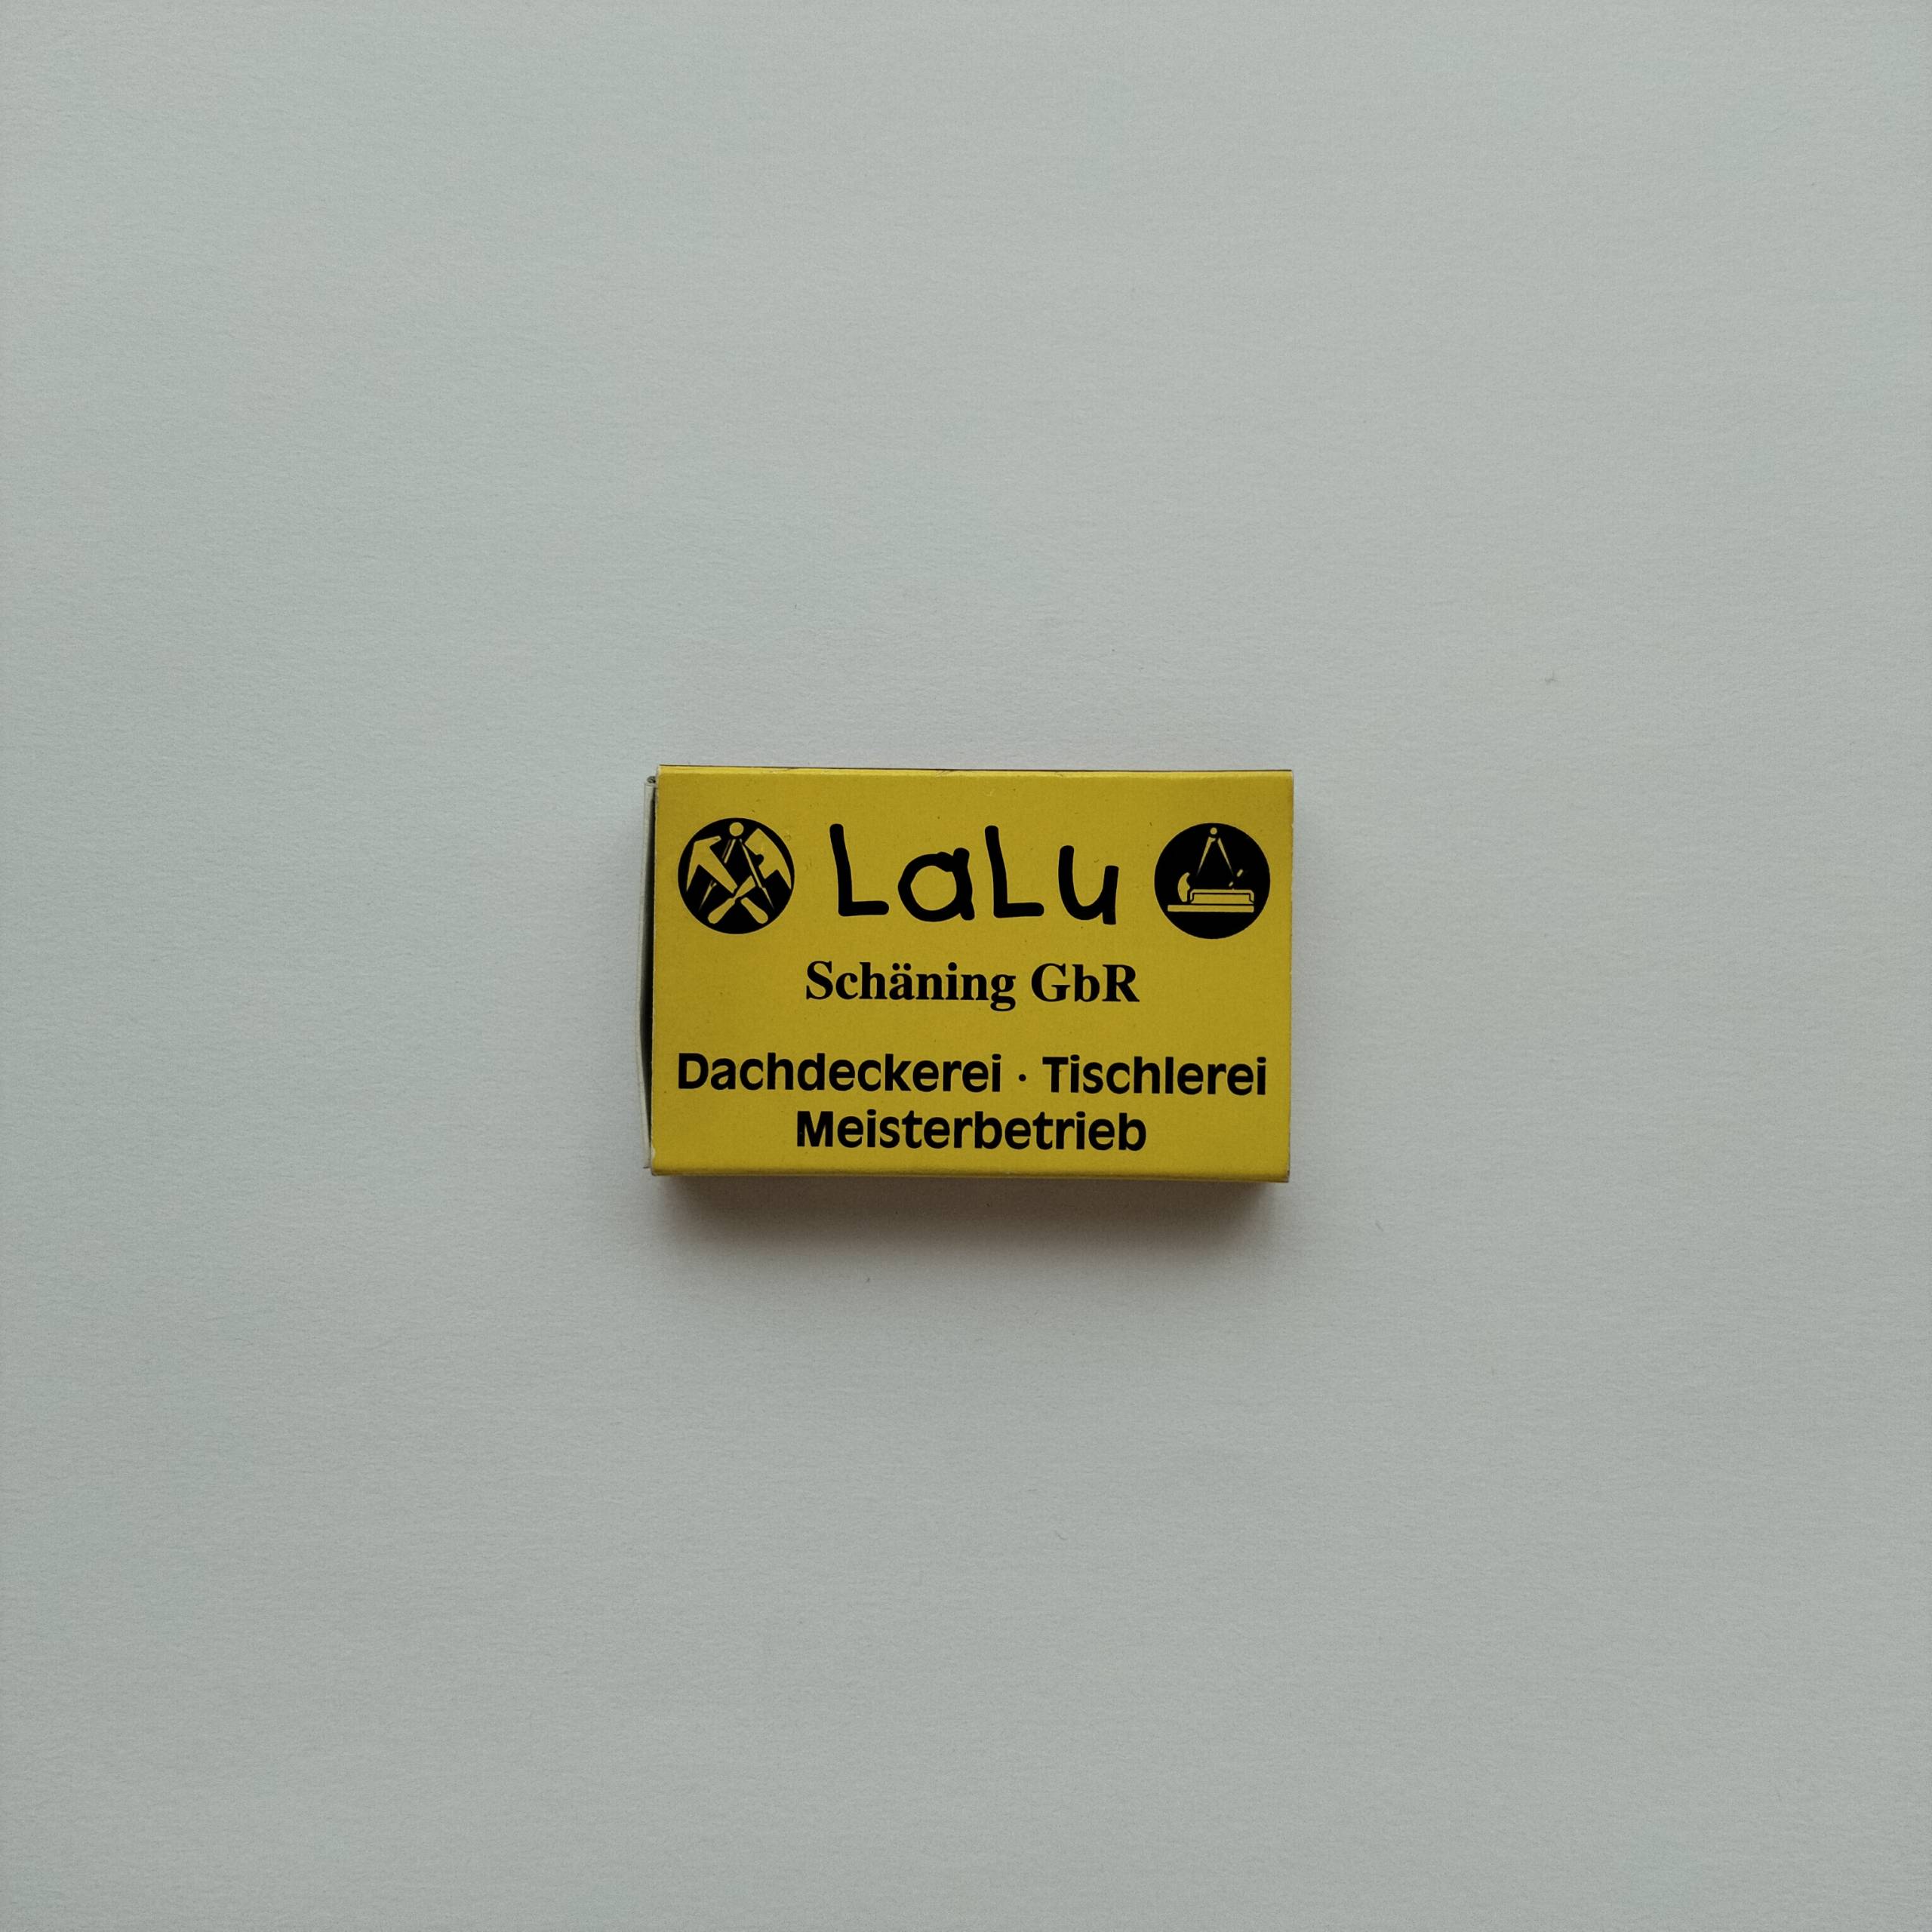 LaLu
Schäning GbR
Dachdeckerei · Tischlerei
Meisterbetrieb